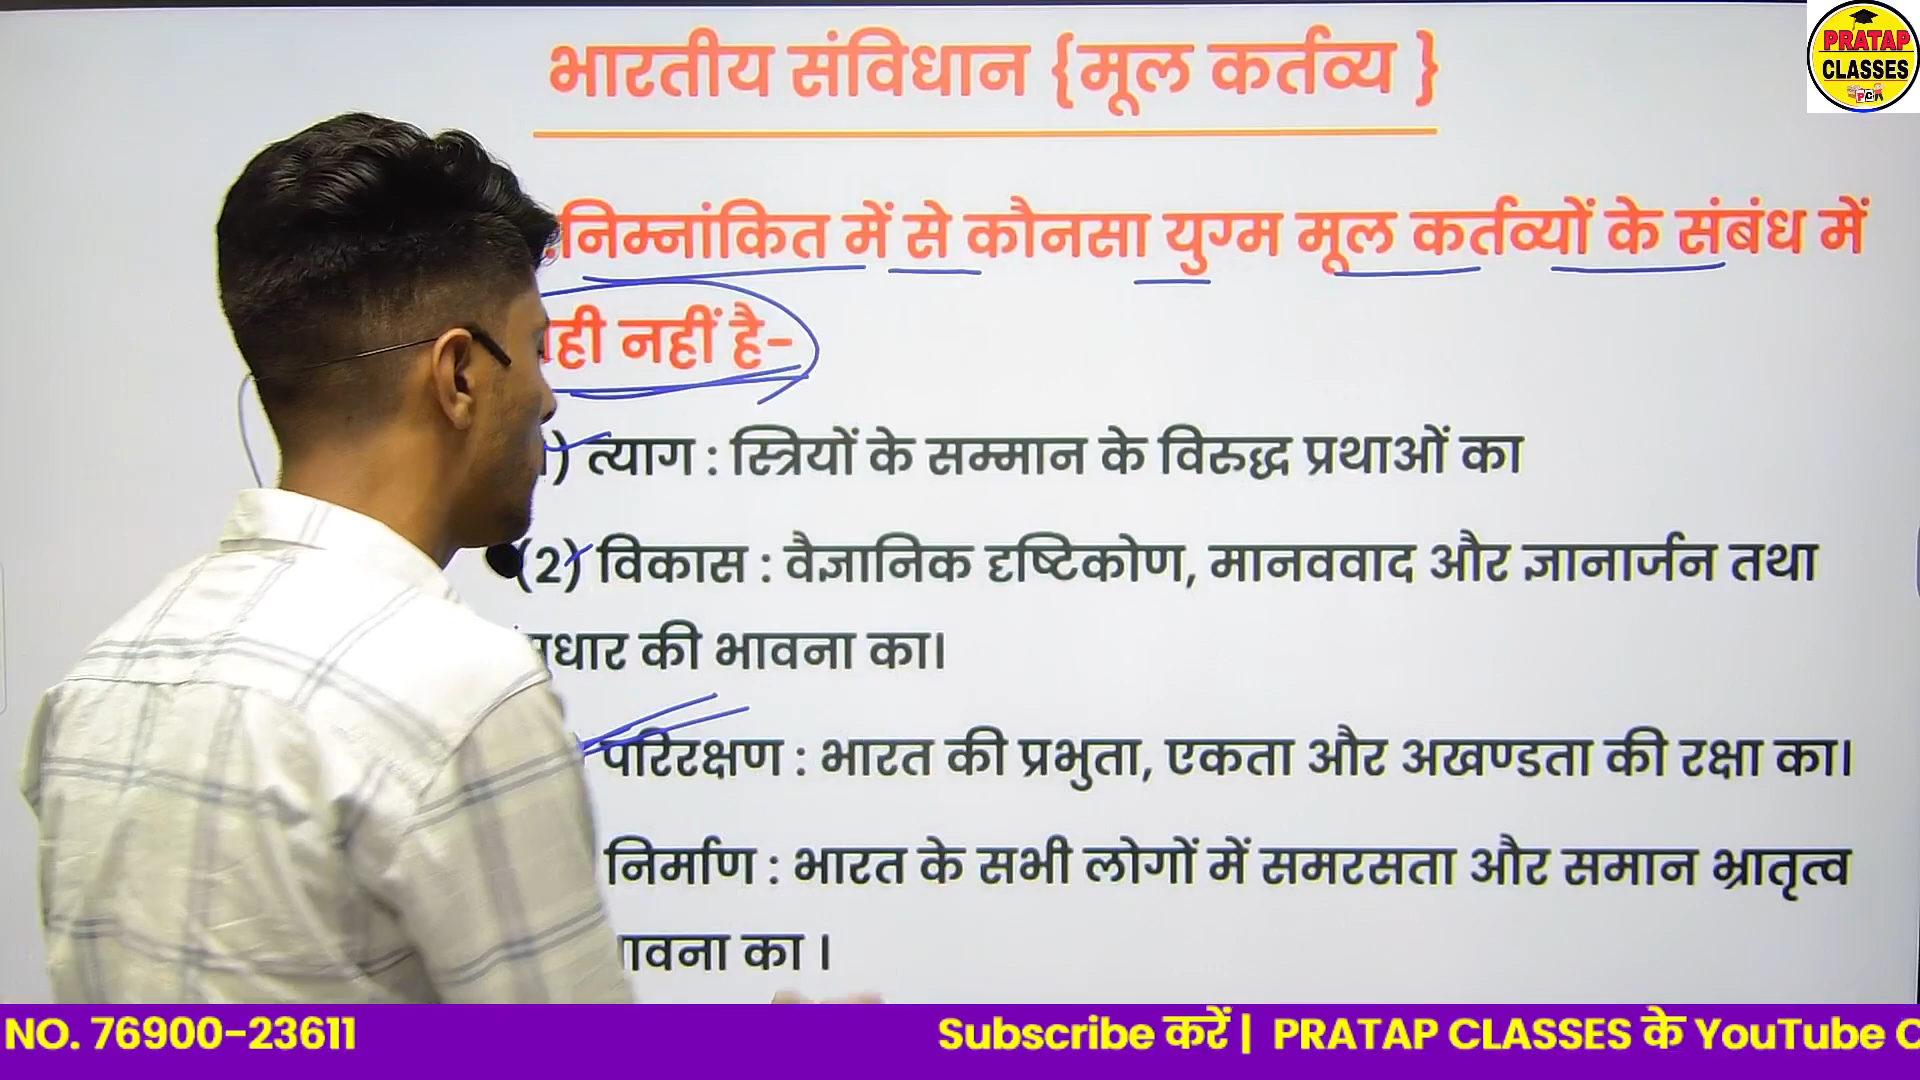 PRATAP
CLASSES
भारतीय संविधान {मूल कर्तव्य }
निम्नांकित में से कौनसा युग्म मूल कर्तव्यों के संबंध में
नहीं है-
त्याग : स्त्रियों के सम्मान के विरुद्ध प्रथाओं का
(2) विकास : वैज्ञानिक दृष्टिकोण, मानववाद और ज्ञानार्जन तथा
की भावना का।
परिरक्षण : भारत की प्रभुता, एकता और अखण्डता की रक्षा का।
निर्माण : भारत के सभी लोगों में समरसता और समान भ्रातृत्व
का ।
NO. 76900-23611
Subscribe करें | PRATAP CLASSES के YouTube